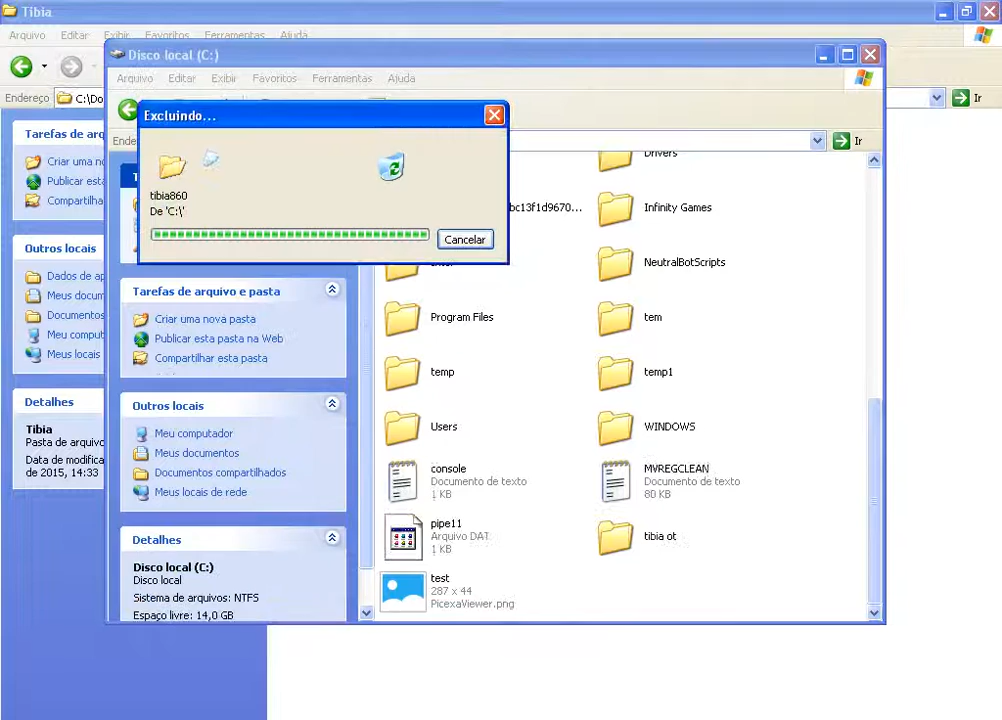 Tibia
Arquivo Editar Exibir Favoritos Ferramentas Ajuda
Endereço C:\Do Ir
Tarefas de arq
Criar uma no
Publicar esta
Compartilha
Outros locais
Dados de ap
Meus docum
Documentos
Meu comput
Meus locais
Detalhes
Tibia
Pasta de arquivo
Data de modifica
de 2015, 14:33
Disco local (C:)
Arquivo Editar Exibir Favoritos Ferramentas Ajuda
Ende Ir
Excluindo...
tibia860
De 'C:\'
Cancelar
Tarefas de arquivo e pasta
Criar uma nova pasta
Publicar esta pasta na Web
Compartilhar esta pasta
Outros locais
Meu computador
Meus documentos
Documentos compartilhados
Meus locais de rede
Detalhes
Disco local (C:)
Disco local
Sistema de arquivos: NTFS
Espaço livre: 14,0 GB
Drivers
bc13f1d9670... Infinity Games
NeutralBotScripts
Program Files tem
temp temp1
Users WINDOWS
console
Documento de texto
1 KB
MVREGCLEAN
Documento de texto
80 KB
pipe11
Arquivo DAT
1 KB
tibia ot
test
287 x 44
PicexaViewer.png